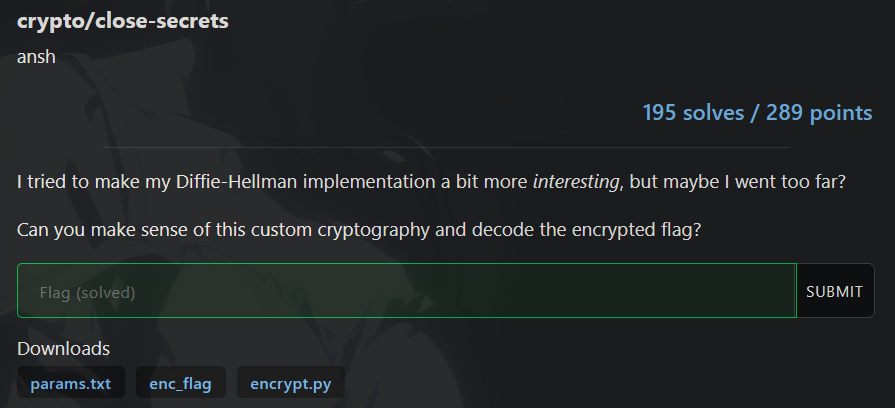 crypto/close-secrets
ansh
195 solves / 289 points
I tried to make my Diffie-Hellman implementation a bit more interesting, but maybe I went too far?
Can you make sense of this custom cryptography and decode the encrypted flag?
Flag (solved)
SUBMIT
Downloads
params.txt enc_flag encrypt.py